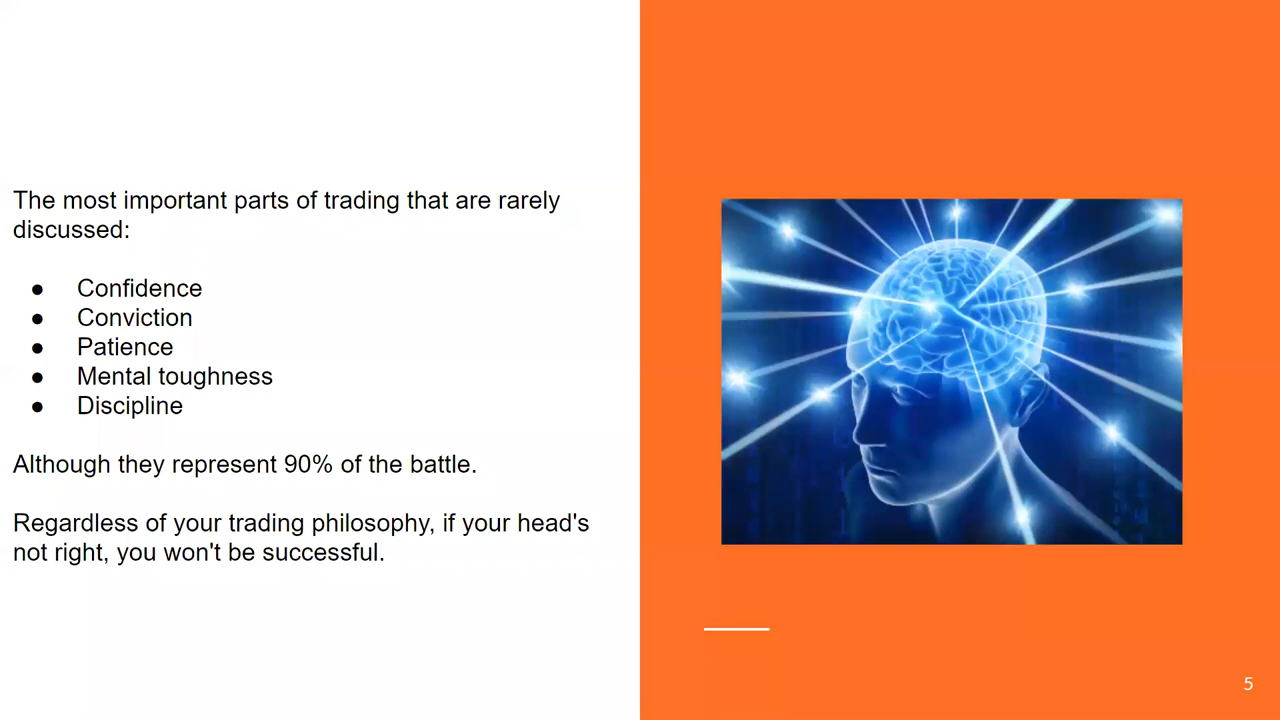 The most important parts of trading that are rarely
discussed:
● Confidence
● Conviction
● Patience
● Mental toughness
● Discipline
Although they represent 90% of the battle.
Regardless of your trading philosophy, if your head's
not right, you won't be successful.
5